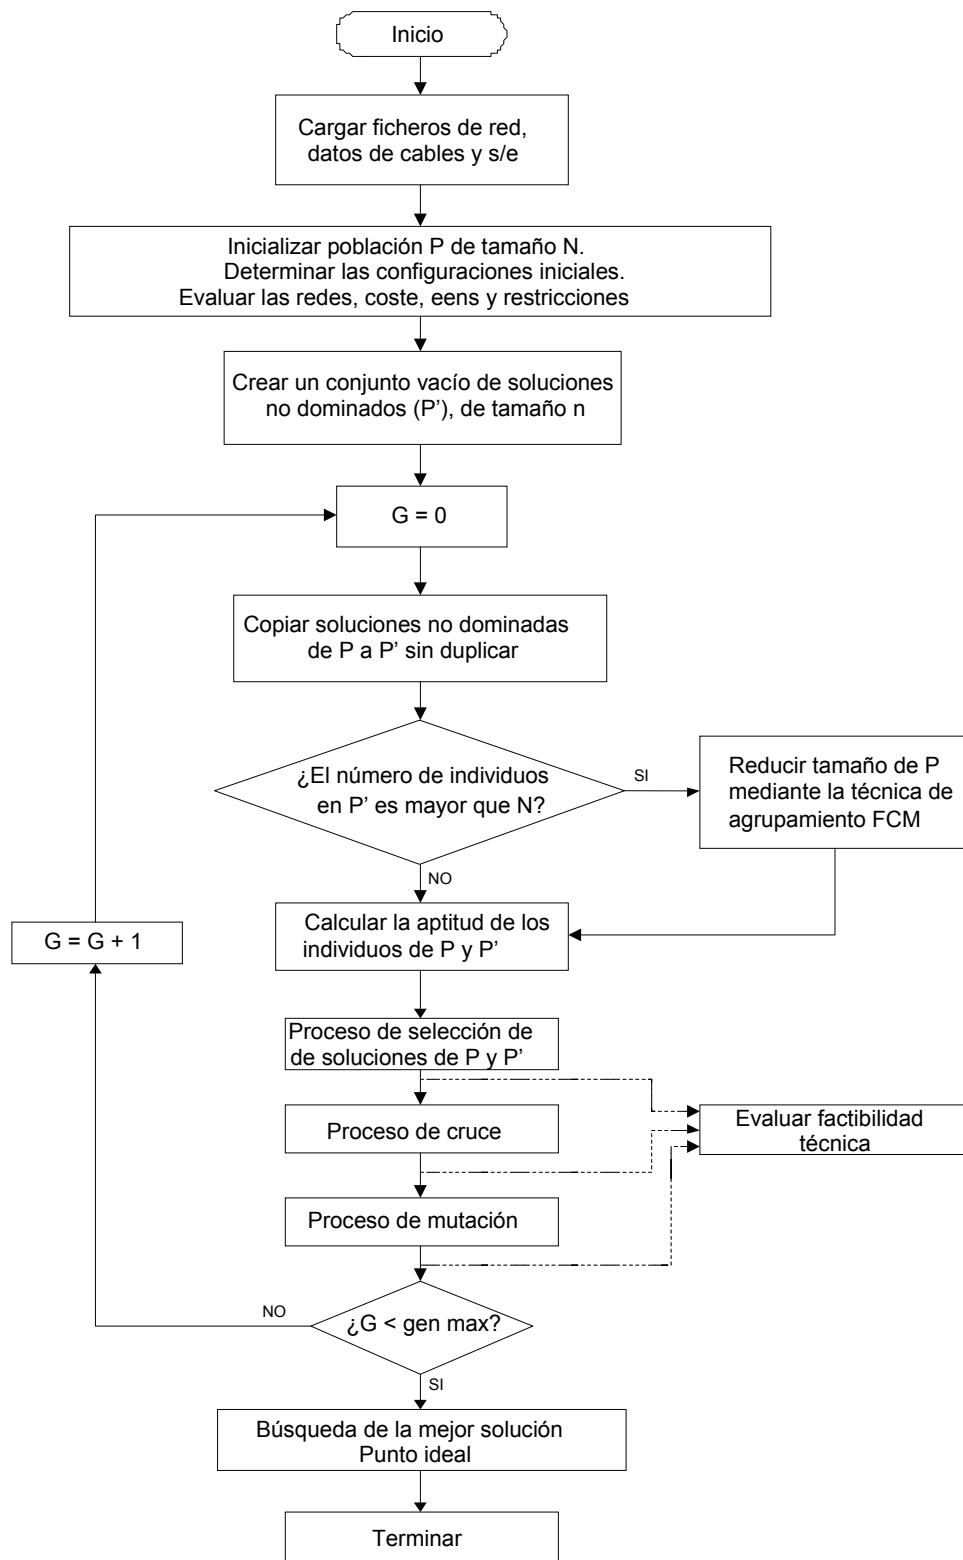 Inicio
Cargar ficheros de red,
datos de cables y s/e
Inicializar población P de tamaño N.
Determinar las configuraciones iniciales.
Evaluar las redes, coste, eens y restricciones
Crear un conjunto vacío de soluciones
no dominados (P’), de tamaño n
G = 0
Copiar soluciones no dominadas
de P a P’ sin duplicar
¿El número de individuos
en P’ es mayor que N?
SI
Reducir tamaño de P
mediante la técnica de
agrupamiento FCM
NO
Calcular la aptitud de los
individuos de P y P’
G = G + 1
Proceso de selección de
de soluciones de P y P’
Proceso de cruce
Evaluar factibilidad
técnica
Proceso de mutación
NO
¿G < gen max?
SI
Búsqueda de la mejor solución
Punto ideal
Terminar